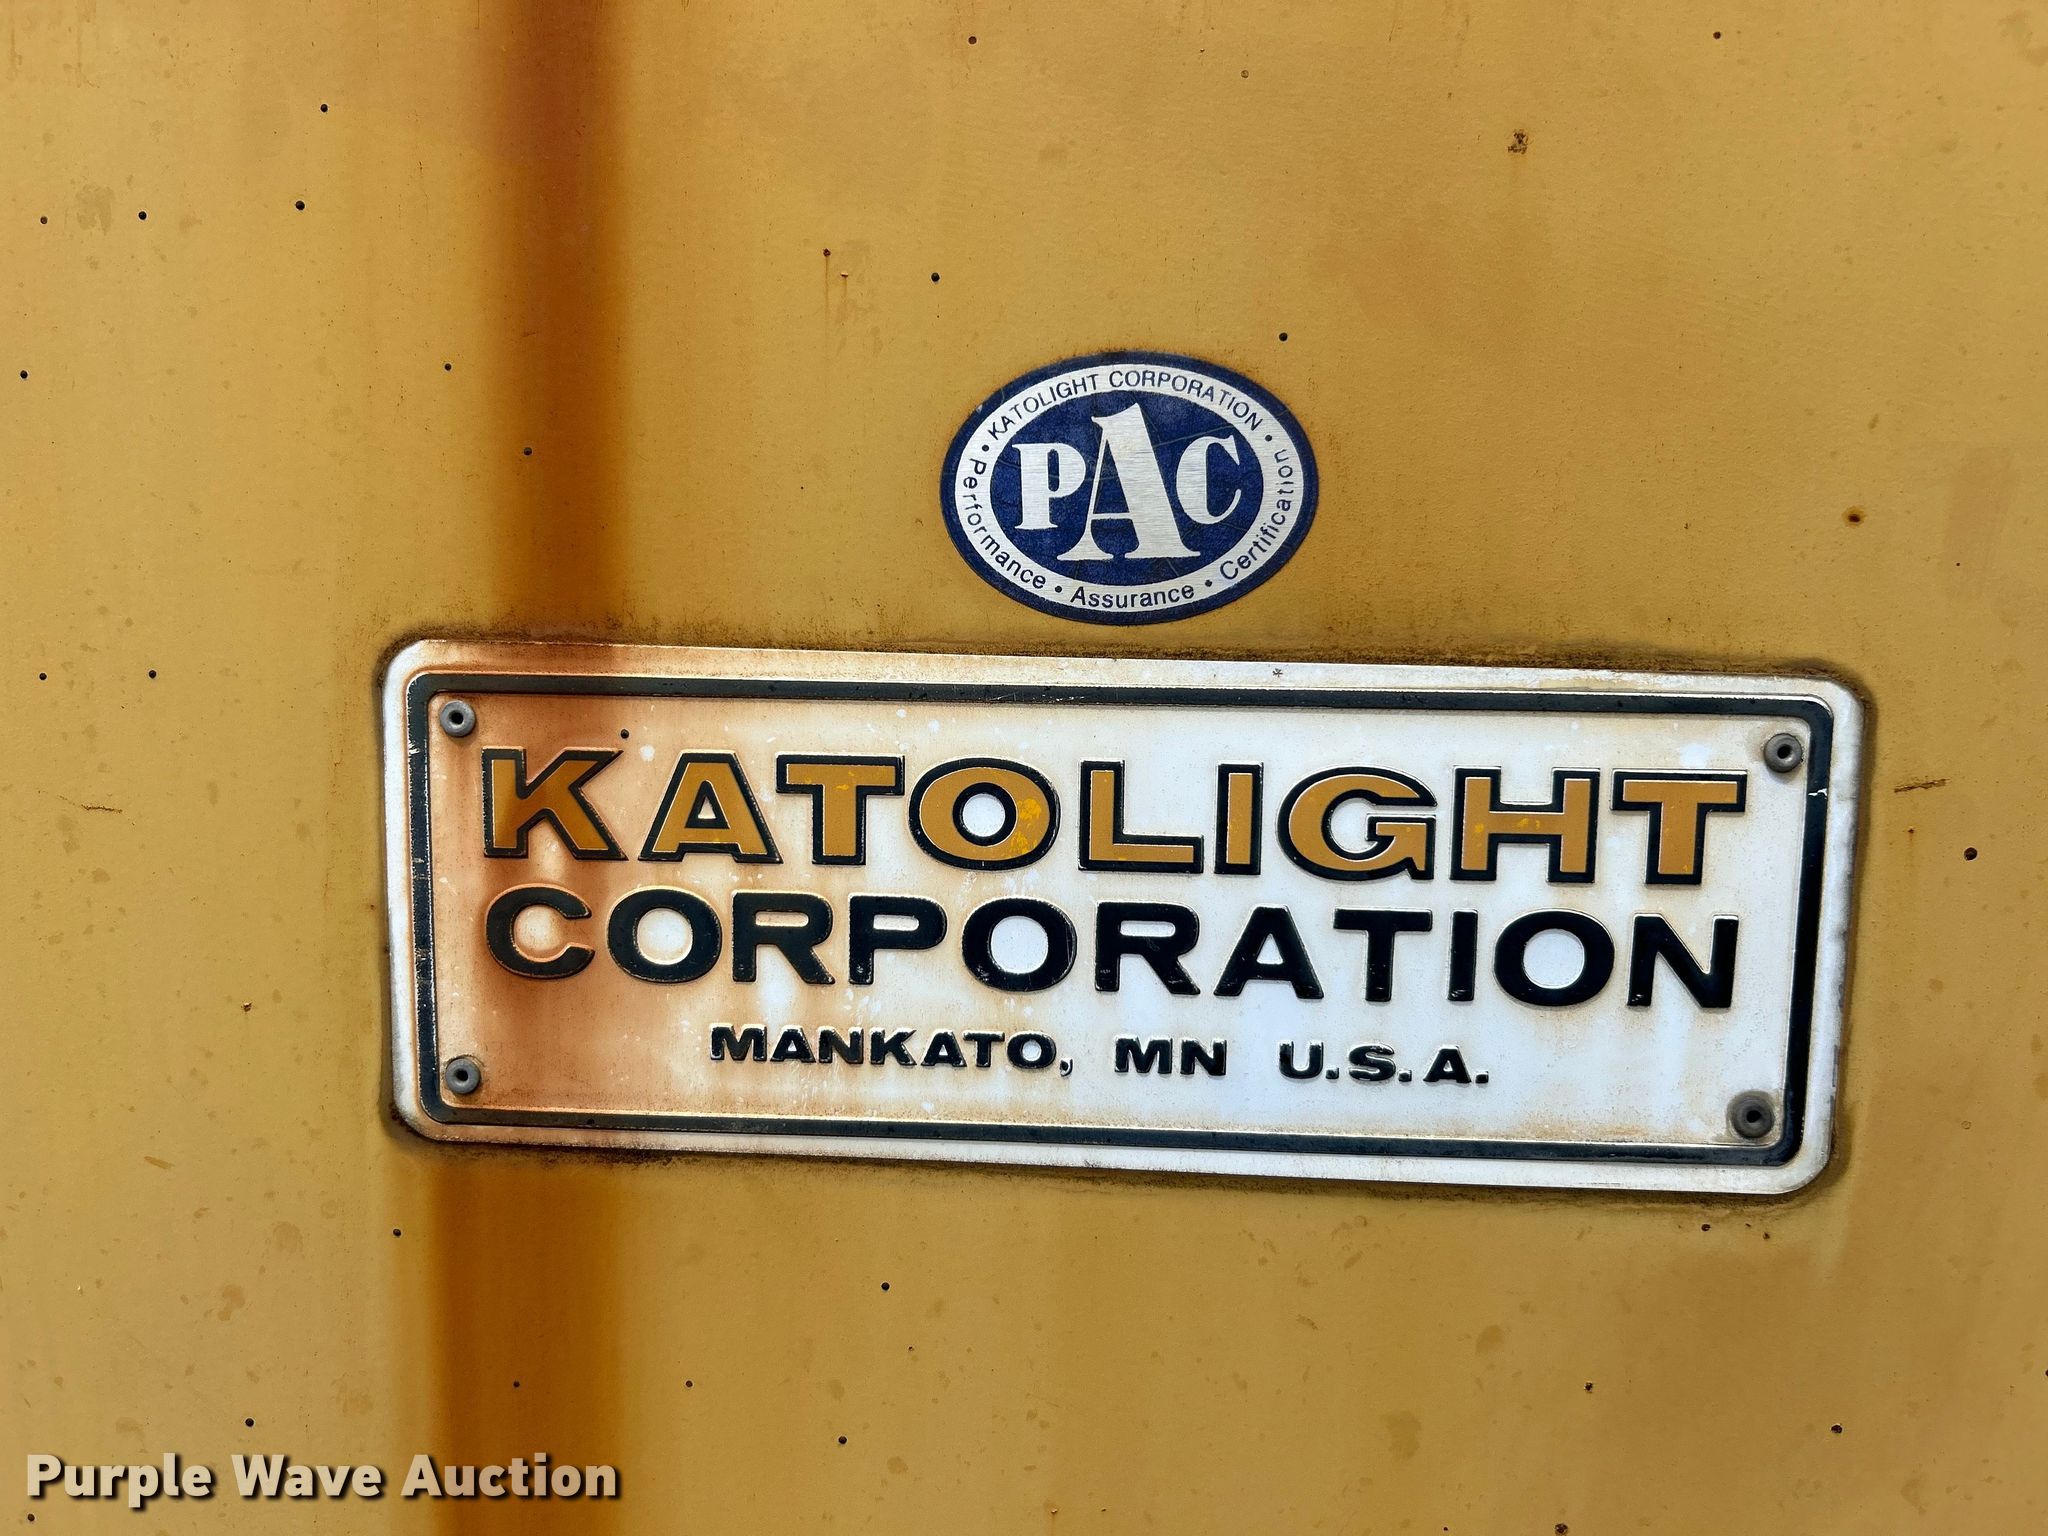 • KATOLIGHT CORPORATION •
PAC
Performance • Assurance • Certification
KATOLIGHT
CORPORATION
MANKATO, MN U.S.A.
Purple Wave Auction